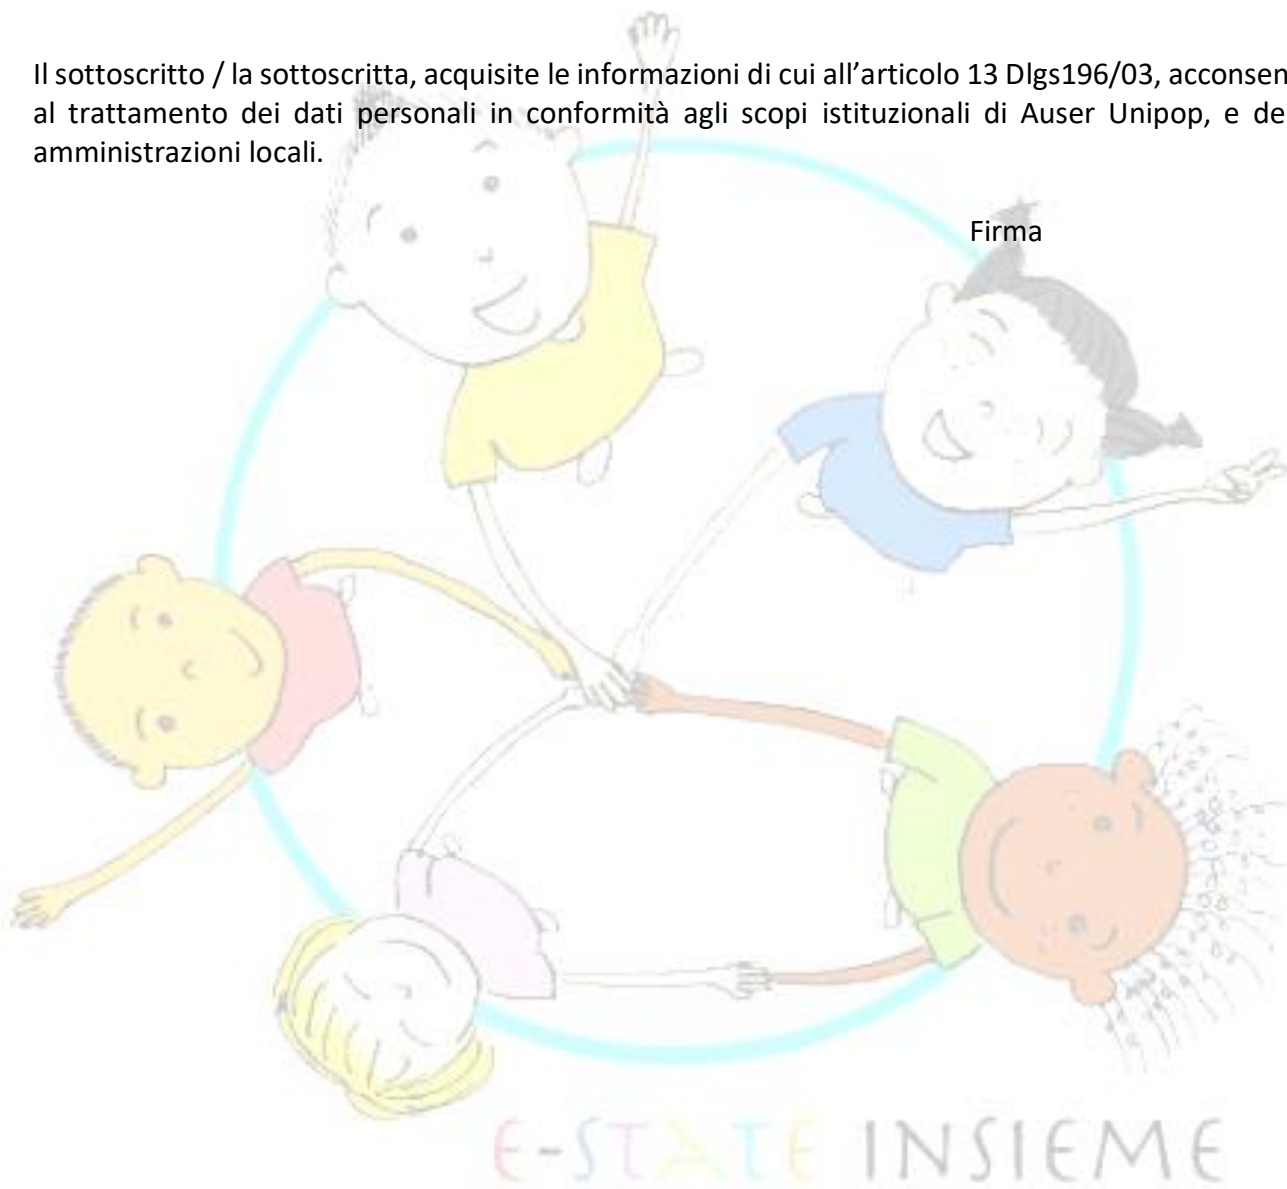 Il sottoscritto / la sottoscritta, acquisite le informazioni di cui all’articolo 13 Dlgs196/03, acconsen
al trattamento dei dati personali in conformità agli scopi istituzionali di Auser Unipop, e de
amministrazioni locali.
Firma
E-STATE INSIEME